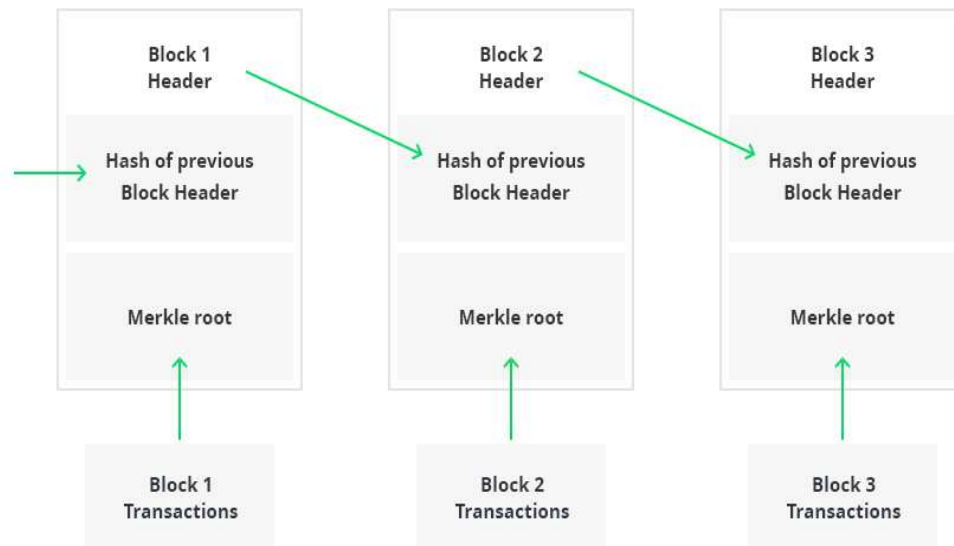 Block 1
Header
Hash of previous
Block Header
Merkle root
Block 1
Transactions
Block 2
Header
Hash of previous
Block Header
Merkle root
Block 2
Transactions
Block 3
Header
Hash of previous
Block Header
Merkle root
Block 3
Transactions